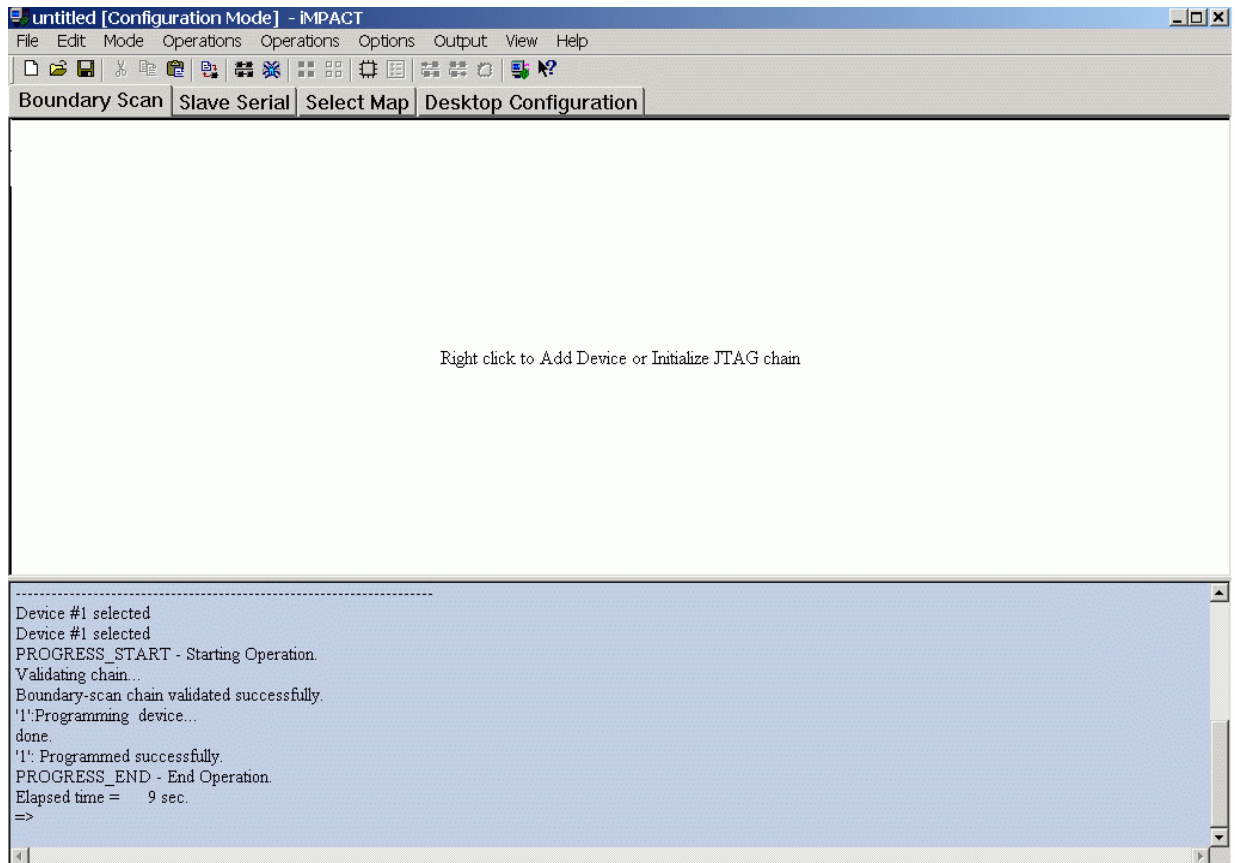 untitled [Configuration Mode] - iMPACT
File Edit Mode Operations Operations Options Output View Help
Boundary Scan Slave Serial Select Map Desktop Configuration
Right click to Add Device or Initialize JTAG chain
----------------------------------------------------------------------
Device #1 selected
Device #1 selected
PROGRESS_START - Starting Operation.
Validating chain...
Boundary-scan chain validated successfully.
'1':Programming device...
done.
'1': Programmed successfully.
PROGRESS_END - End Operation.
Elapsed time = 9 sec.
=>